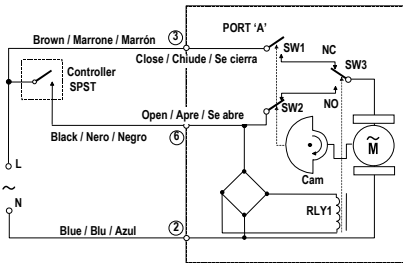 PORT 'A'
Brown / Marrone / Marrón
3
SW1
NC
Close / Chiude / Se cierra
SW3
Controller
SPST
NO
Open / Apre / Se abre
SW2
Black / Nero / Negro
6
~
M
L
Cam
~
N
RLY1
Blue / Blu / Azul
2